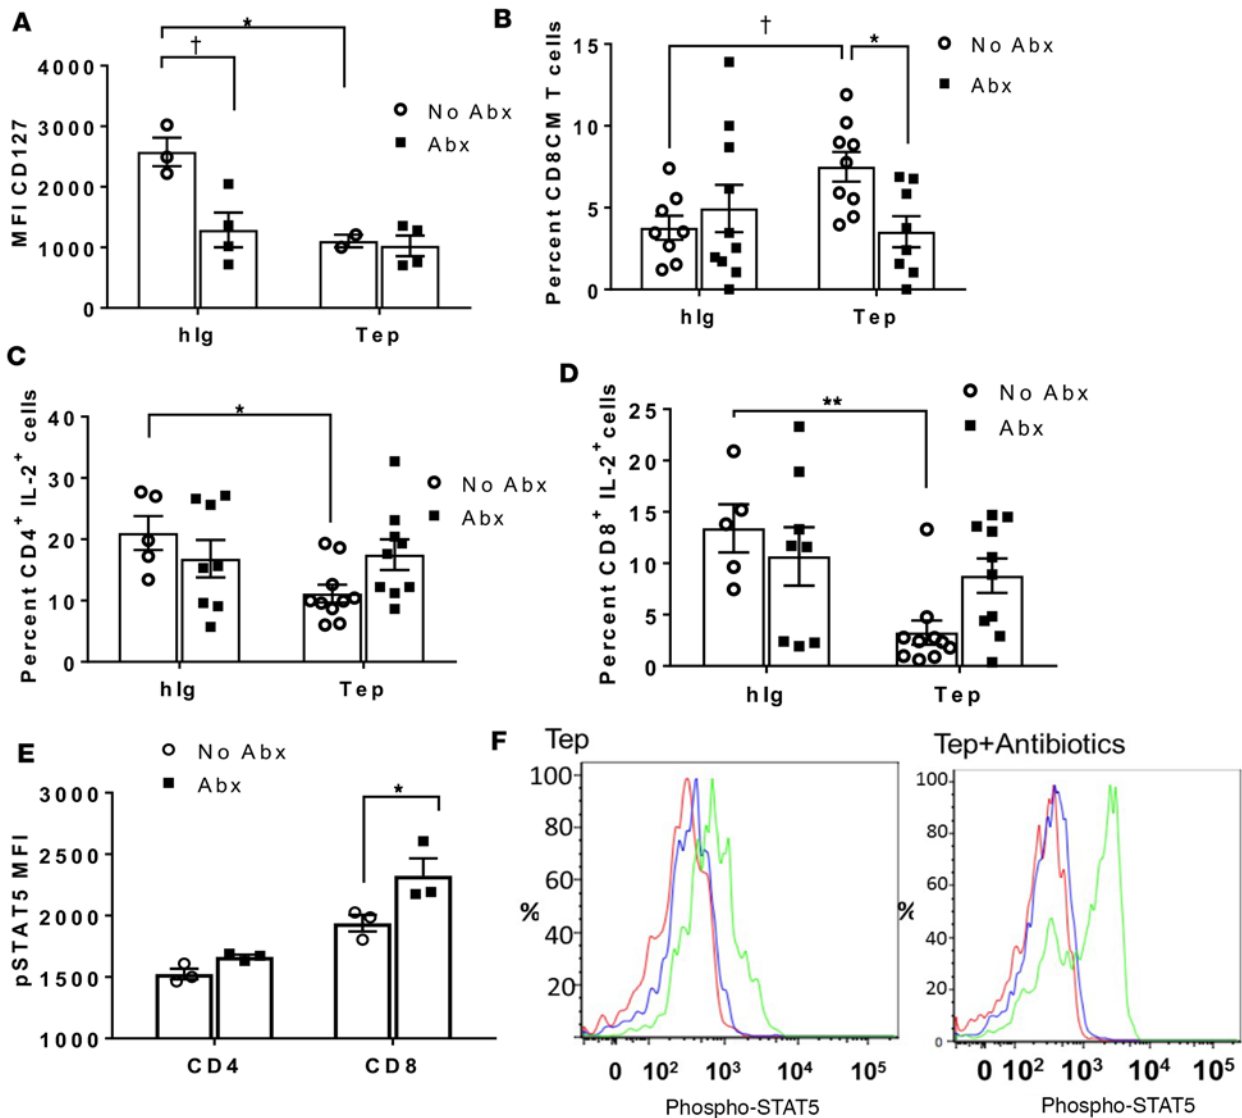 A
*
†
4000
3000
2000
1000
0
MFI CD127
No Abx
Abx
hIg
Tep
B
†
*
15
10
5
0
Percent CD8CM T cells
No Abx
Abx
hIg
Tep
C
*
40
30
20
10
0
Percent CD4+ IL-2+ cells
No Abx
Abx
hIg
Tep
D
**
25
20
15
10
5
0
Percent CD8+ IL-2+ cells
No Abx
Abx
hIg
Tep
E
No Abx
Abx
*
3000
2500
2000
1500
1000
pSTAT5 MFI
CD4
CD8
F
Tep
100
80
60
%
40
20
0 10² 10³ 10⁴ 10⁵
Phospho-STAT5
Tep+Antibiotics
100
80
60
%
40
20
0
0 10² 10³ 10⁴ 10⁵
Phospho-STAT5